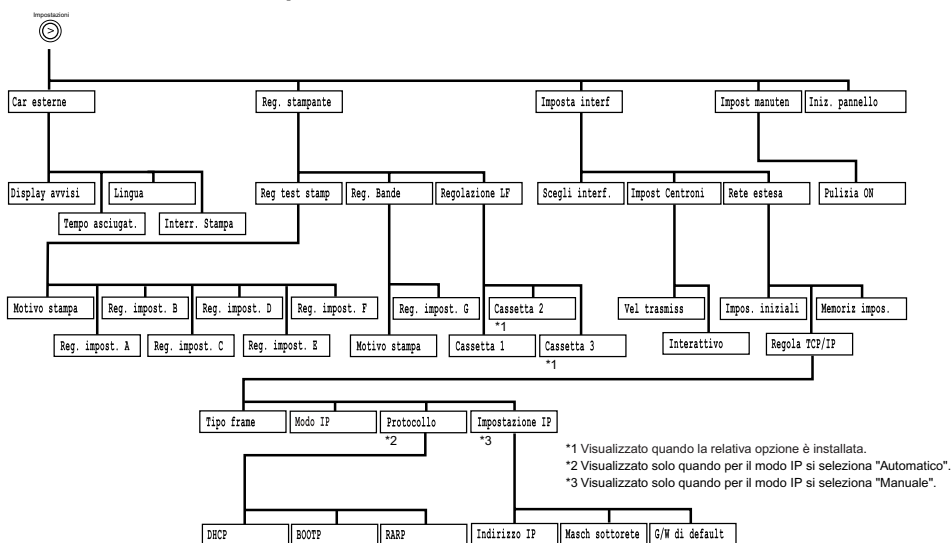 Impostazioni
>
Car esterne
Reg. stampante
Imposta interf
Impost manuten
Iniz. pannello
Display avvisi
Lingua
Reg test stamp
Reg. Bande
Regolazione LF
Scegli interf.
Impost Centroni
Rete estesa
Pulizia ON
Tempo asciugat.
Interr. Stampa
Motivo stampa
Reg. impost. B
Reg. impost. D
Reg. impost. F
Reg. impost. G
Cassetta 2
*1
Vel trasmiss
Impos. iniziali
Memoriz impos.
Reg. impost. A
Reg. impost. C
Reg. impost. E
Motivo stampa
Cassetta 1
Cassetta 3
*1
Interattivo
Regola TCP/IP
Tipo frame
Modo IP
Protocollo
*2
Impostazione IP
*3
*1 Visualizzato quando la relativa opzione è installata.
*2 Visualizzato solo quando per il modo IP si seleziona "Automatico".
*3 Visualizzato solo quando per il modo IP si seleziona "Manuale".
DHCP
BOOTP
RARP
Indirizzo IP
Masch sottorete
G/W di default